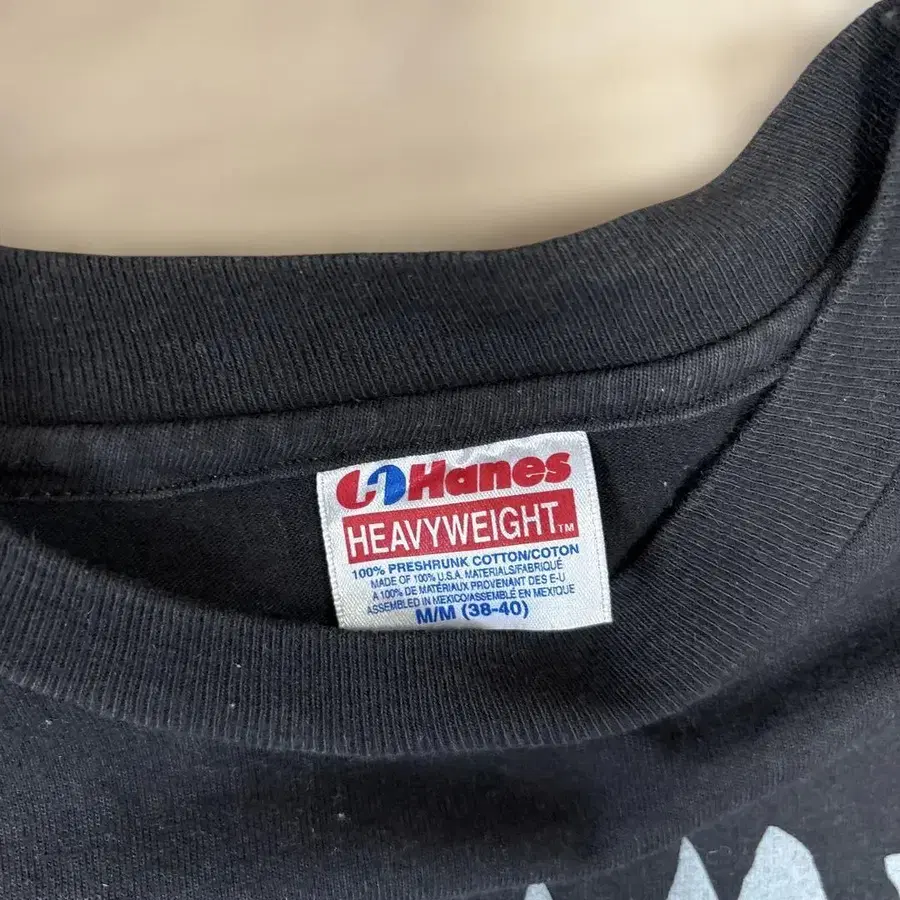 Hanes
HEAVYWEIGHT™
100% PRESHRUNK COTTON/COTON
MADE OF 100% U.S.A. MATERIALS/FABRIQUÉ
A 100% DE MATÉRIAUX PROVENANT DES E-U
ASSEMBLED IN MEXICO/ASSEMBLÉ EN MEXIQUE
M/M (38-40)